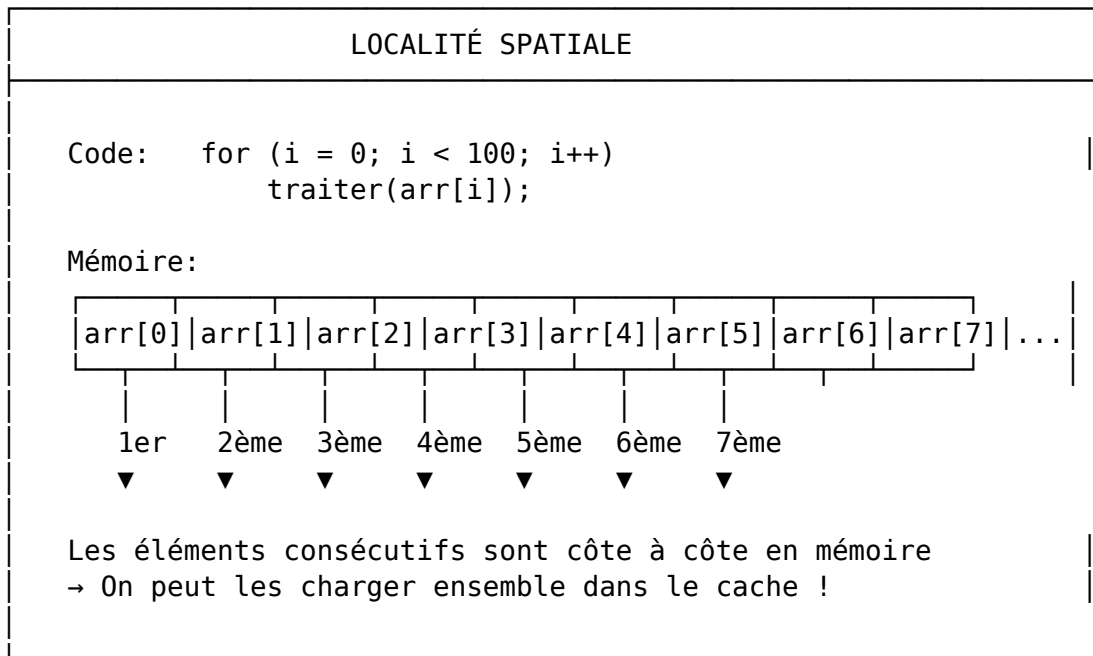 LOCALITÉ SPATIALE
Code: for (i = 0; i < 100; i++)
traiter(arr[i]);
Mémoire:
arr[0] arr[1] arr[2] arr[3] arr[4] arr[5] arr[6] arr[7] ...
1er 2ème 3ème 4ème 5ème 6ème 7ème
▼ ▼ ▼ ▼ ▼ ▼ ▼
Les éléments consécutifs sont côte à côte en mémoire
→ On peut les charger ensemble dans le cache !